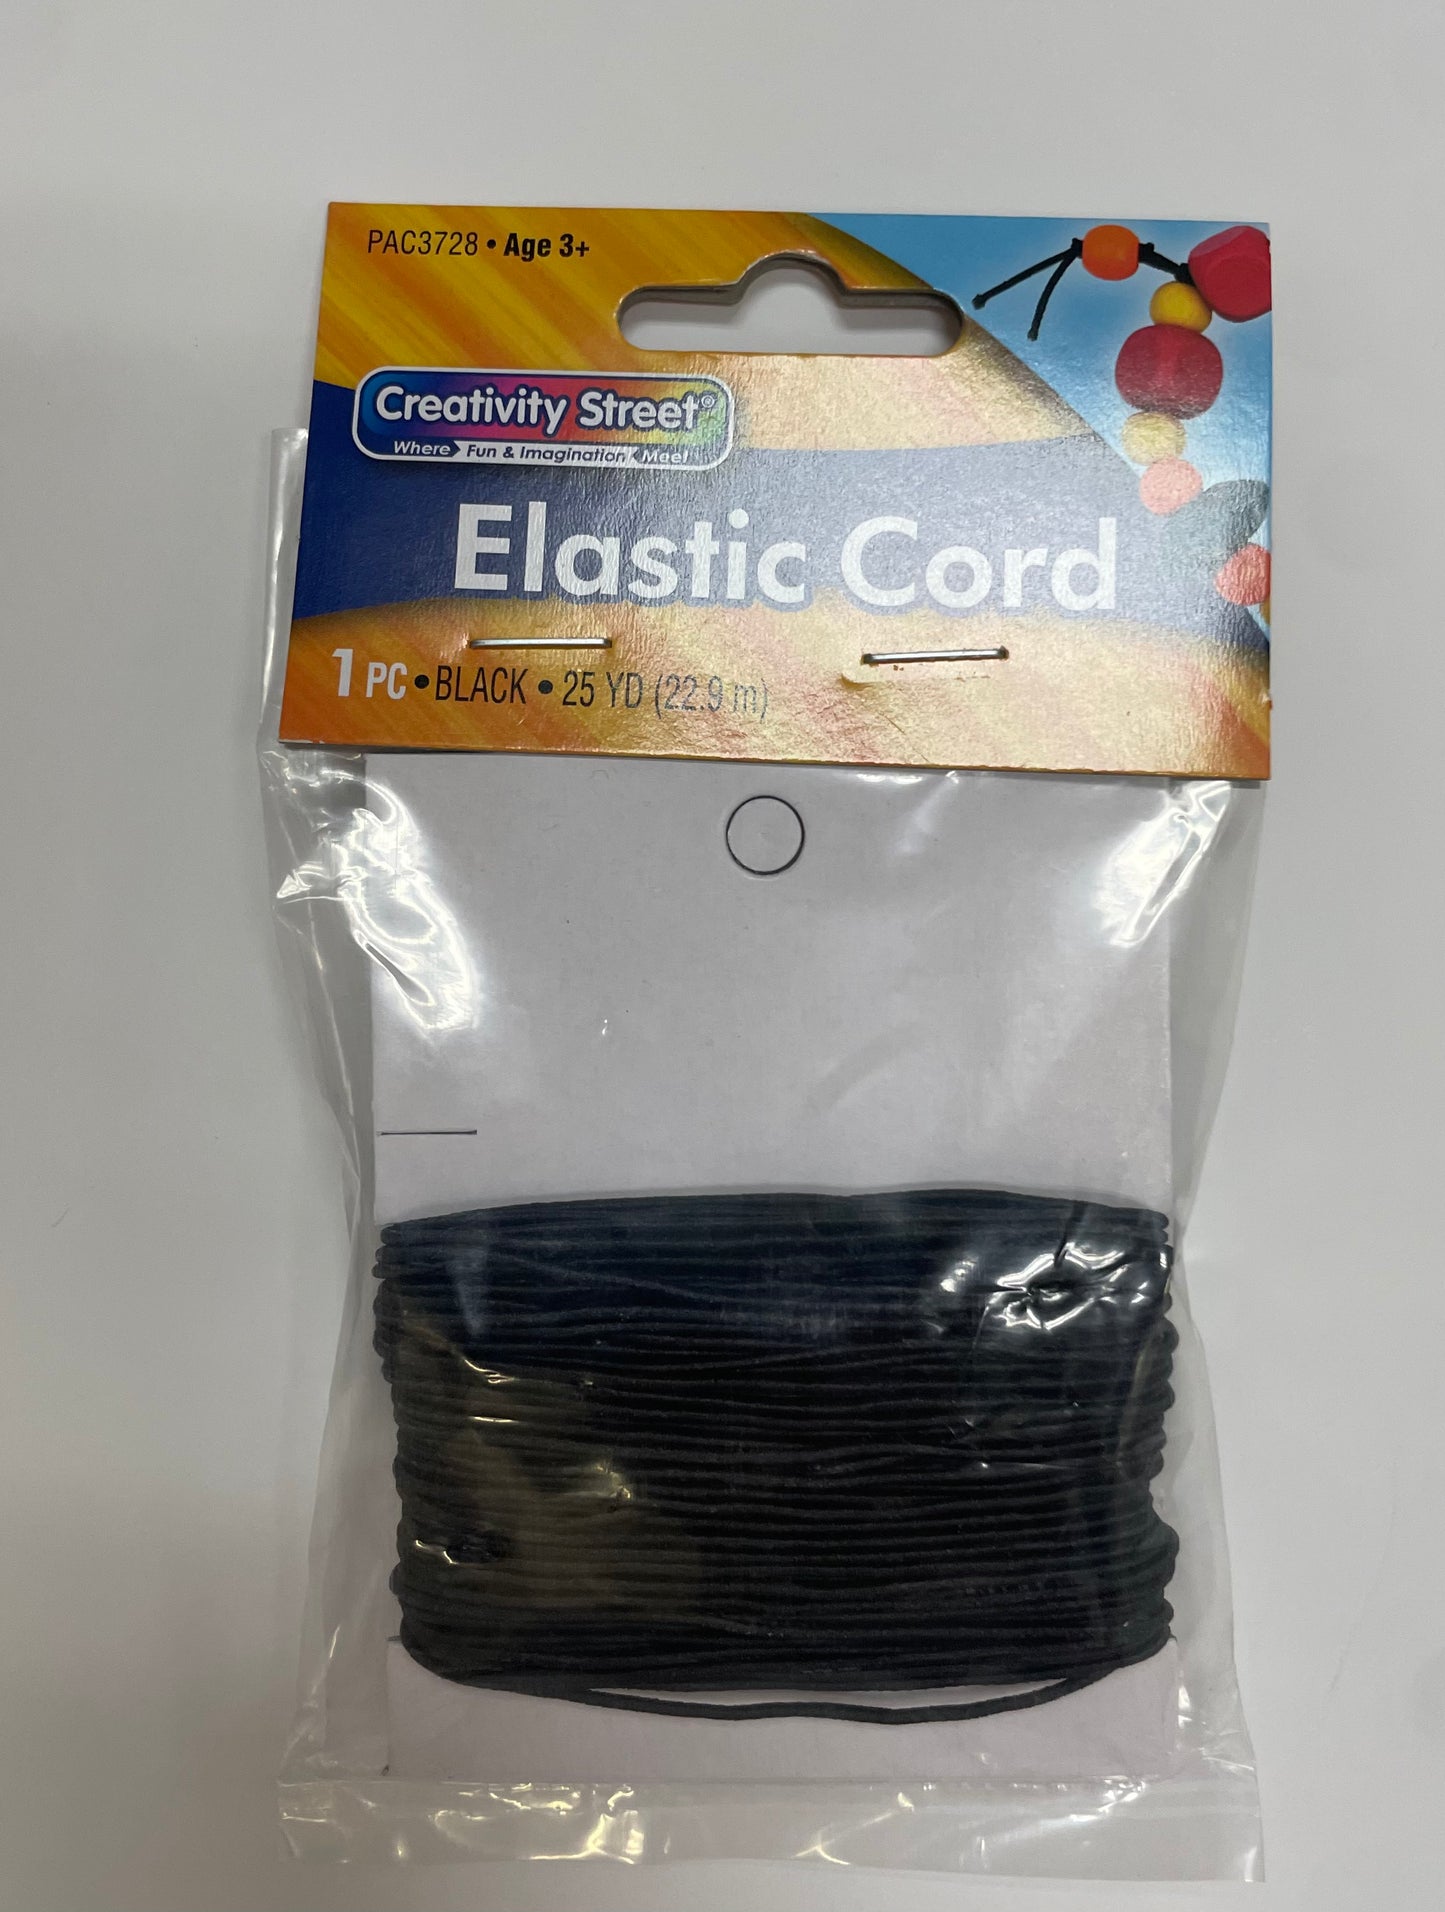 PAC3728 • Age 3+
Creativity Street®
Where Fun & Imagination Meet
Elastic Cord
1 PC • BLACK • 25 YD (22.9 m)